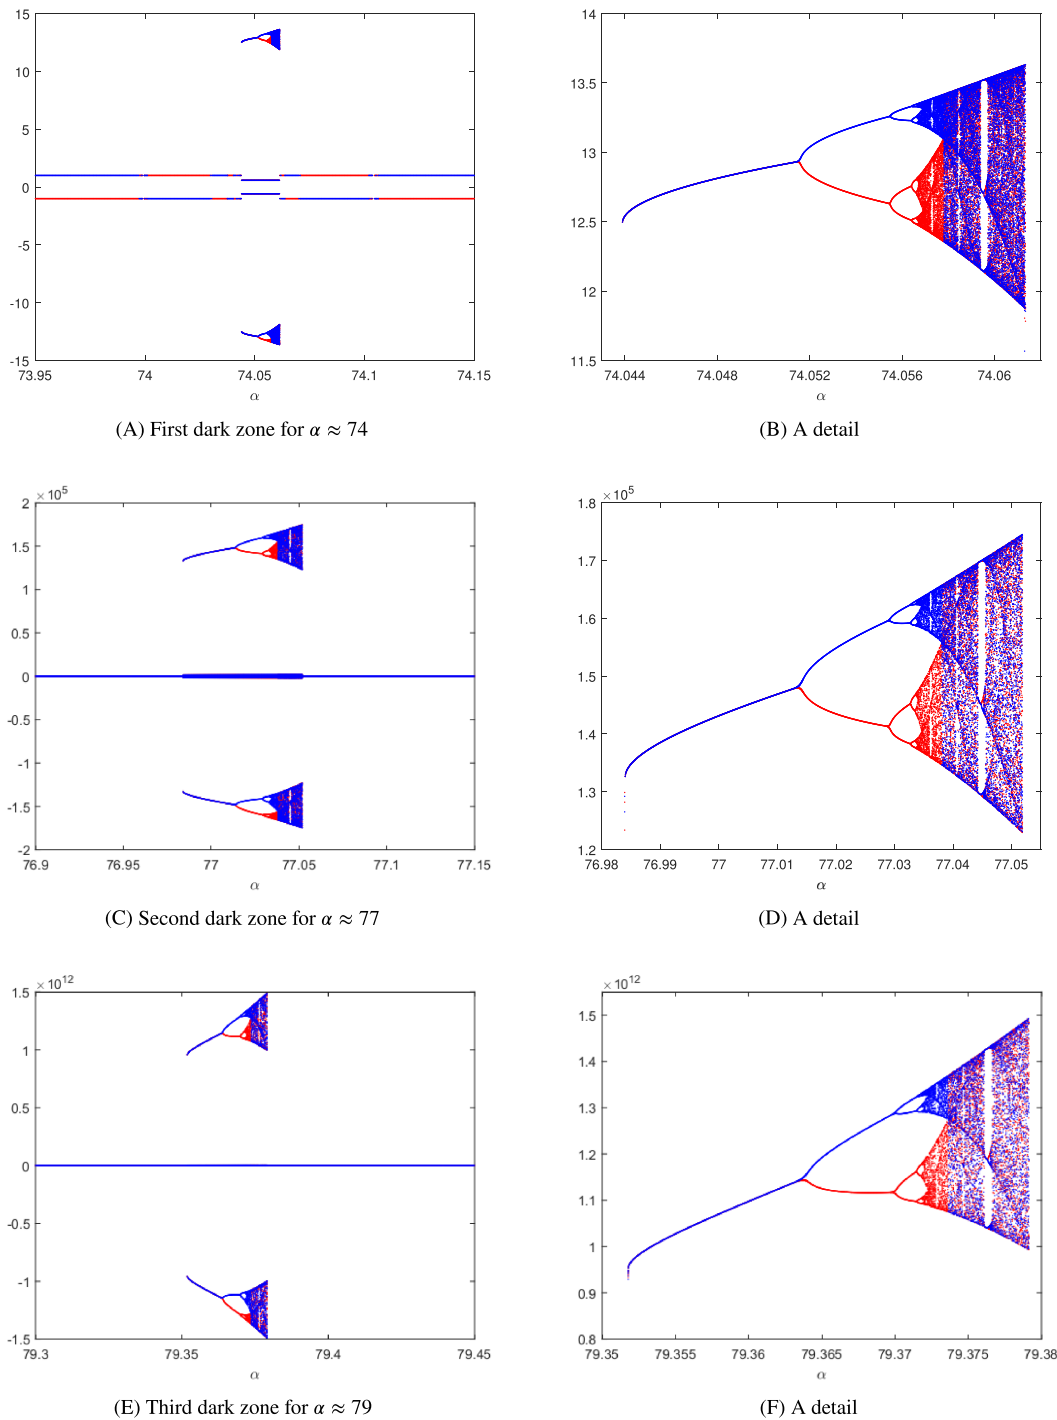 15
10
5
0
-5
-10
-15
73.95 74 74.05 74.1 74.15
α
(A) First dark zone for α ≈ 74
14
13.5
13
12.5
12
11.5
74.044 74.048 74.052 74.056 74.06
α
(B) A detail
×10^5
2
1.5
1
0.5
0
-0.5
-1
-1.5
-2
76.9 76.95 77 77.05 77.1 77.15
α
(C) Second dark zone for α ≈ 77
×10^5
1.8
1.7
1.6
1.5
1.4
1.3
1.2
76.98 76.99 77 77.01 77.02 77.03 77.04 77.05
α
(D) A detail
×10^12
1.5
1
0.5
0
-0.5
-1
-1.5
79.3 79.35 79.4 79.45
α
(E) Third dark zone for α ≈ 79
×10^12
1.5
1.4
1.3
1.2
1.1
1
0.9
0.8
79.35 79.355 79.36 79.365 79.37 79.375 79.38
α
(F) A detail